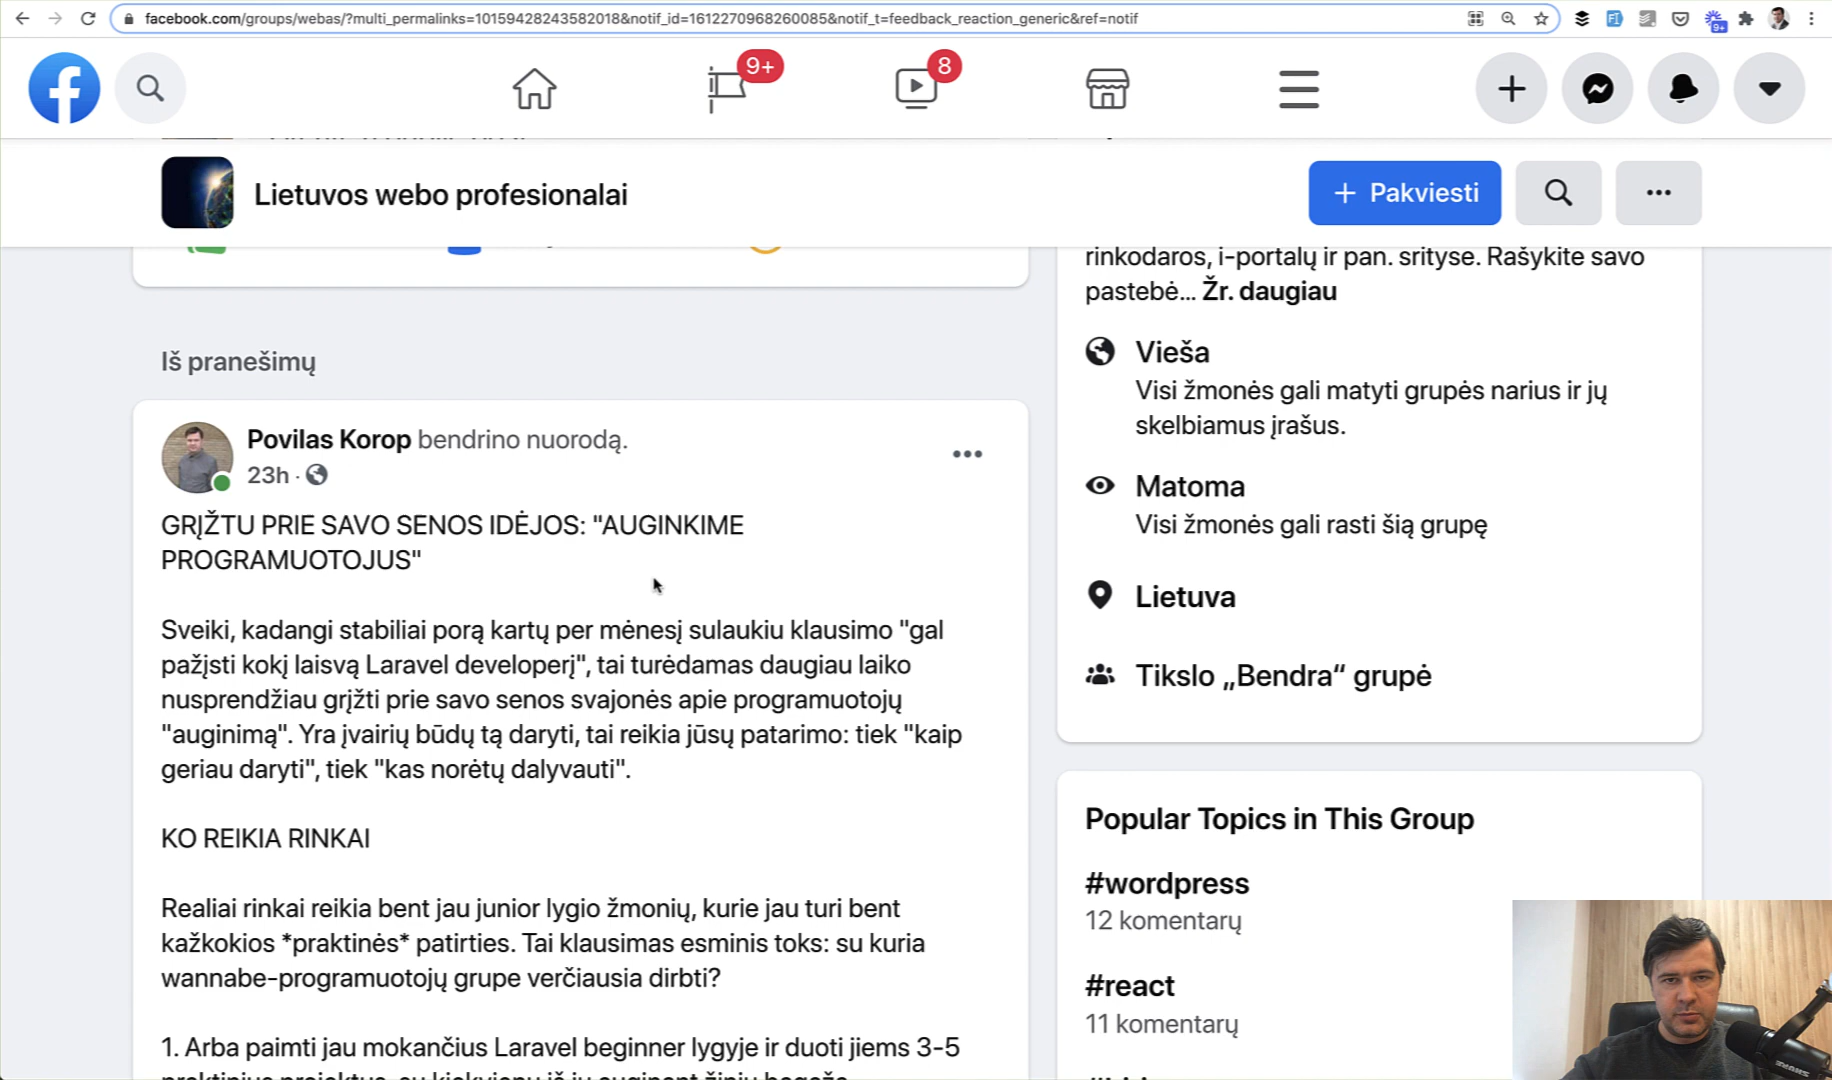 facebook.com/groups/webas/?multi_permalinks=10159428243582018&notif_id=1612270968260085&notif_t=feedback_reaction_generic&ref=notif
9+
9+
8
Lietuvos webo profesionalai
+ Pakviesti
rinkodaros, i-portalų ir pan. srityse. Rašykite savo
pastebė... Žr. daugiau
Iš pranešimų
Vieša
Visi žmonės gali matyti grupės narius ir jų
skelbiamus įrašus.
Povilas Korop bendrino nuorodą.
23h ·
Matoma
Visi žmonės gali rasti šią grupę
GRĮŽTU PRIE SAVO SENOS IDĖJOS: "AUGINKIME
PROGRAMUOTOJUS"
Lietuva
Sveiki, kadangi stabiliai porą kartų per mėnesį sulaukiu klausimo "gal
pažįsti kokį laisvą Laravel developerį", tai turėdamas daugiau laiko
nusprendžiau grįžti prie savo senos svajonės apie programuotojų
"auginimą". Yra įvairių būdų tą daryti, tai reikia jūsų patarimo: tiek "kaip
geriau daryti", tiek "kas norėtų dalyvauti".
Tikslo „Bendra“ grupė
KO REIKIA RINKAI
Realiai rinkai reikia bent jau junior lygio žmonių, kurie jau turi bent
kažkokios *praktinės* patirties. Tai klausimas esminis toks: su kuria
wannabe-programuotojų grupe verčiausia dirbti?
1. Arba paimti jau mokančius Laravel beginner lygyje ir duoti jiems 3-5
Popular Topics in This Group
#wordpress
12 komentarų
#react
11 komentarų